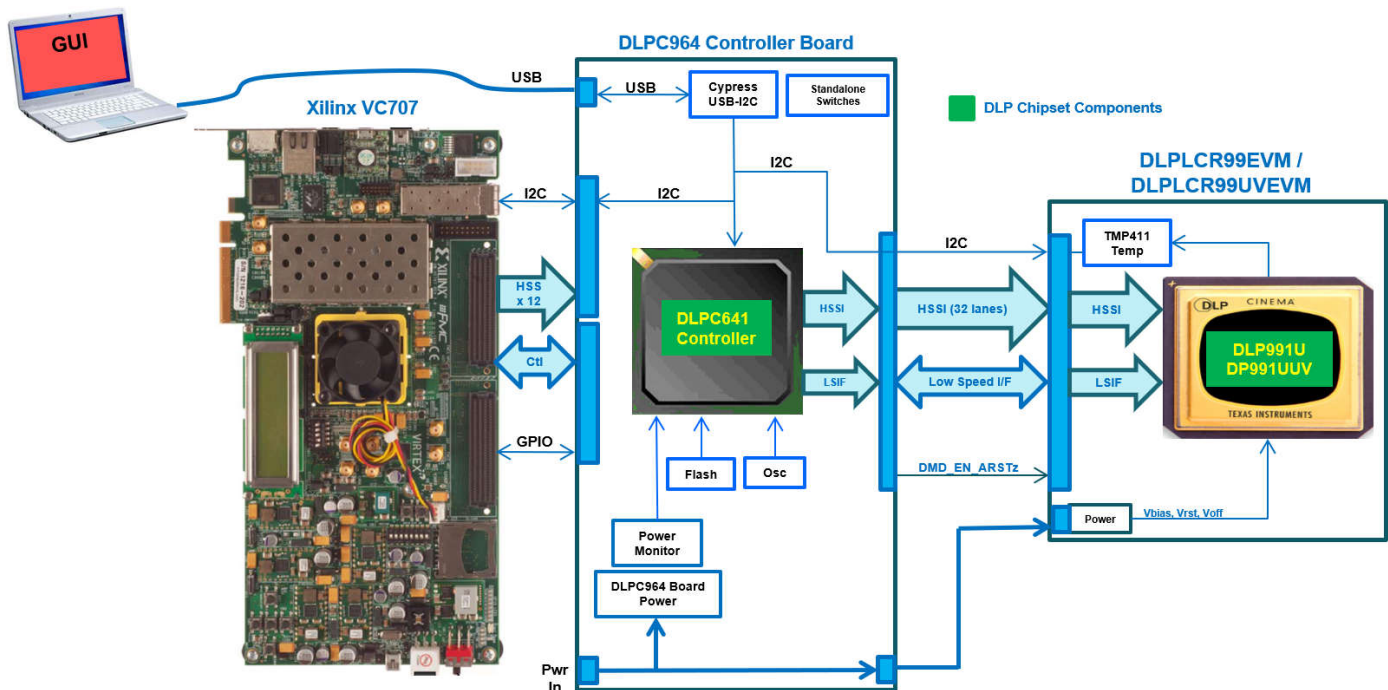 GUI
DLPC964 Controller Board
USB
USB
Cypress
USB-I2C
Standalone
Switches
Xilinx VC707
DLP Chipset Components
DLPLCR99EVM /
DLPLCR99UVEVM
I2C
I2C
I2C
I2C
TMP411
Temp
XILINX
FMC
HSS
x 12
DLPC641
Controller
HSSI
HSSI (32 lanes)
HSSI
DLP CINEMA
DLP991U
DP991UUV
TEXAS INSTRUMENTS
Ctl
LSIF
Low Speed I/F
LSIF
VIRTEX
GPIO
Flash
Osc
DMD_EN_ARSTz
Power
Vbias, Vrst, Voff
Power
Monitor
DLPC964 Board
Power
Pwr
In